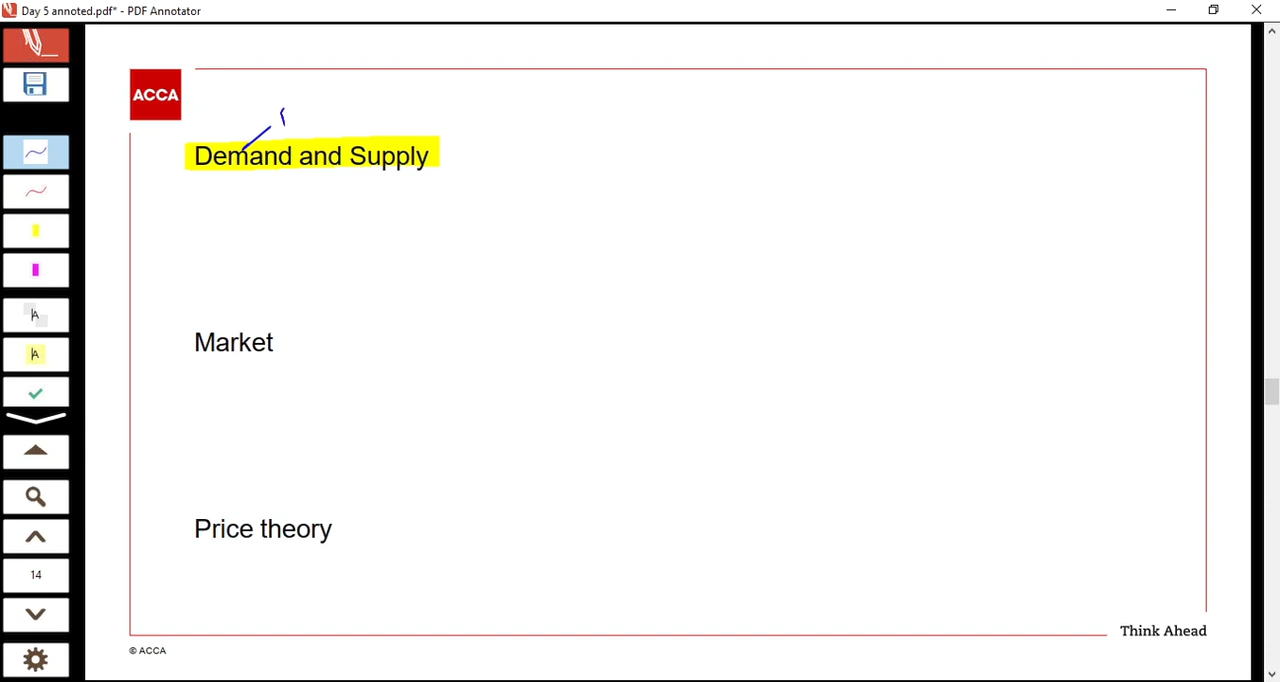 Day 5 annoted.pdf* - PDF Annotator
ACCA
Demand and Supply
Market
Price theory
14
Think Ahead
© ACCA